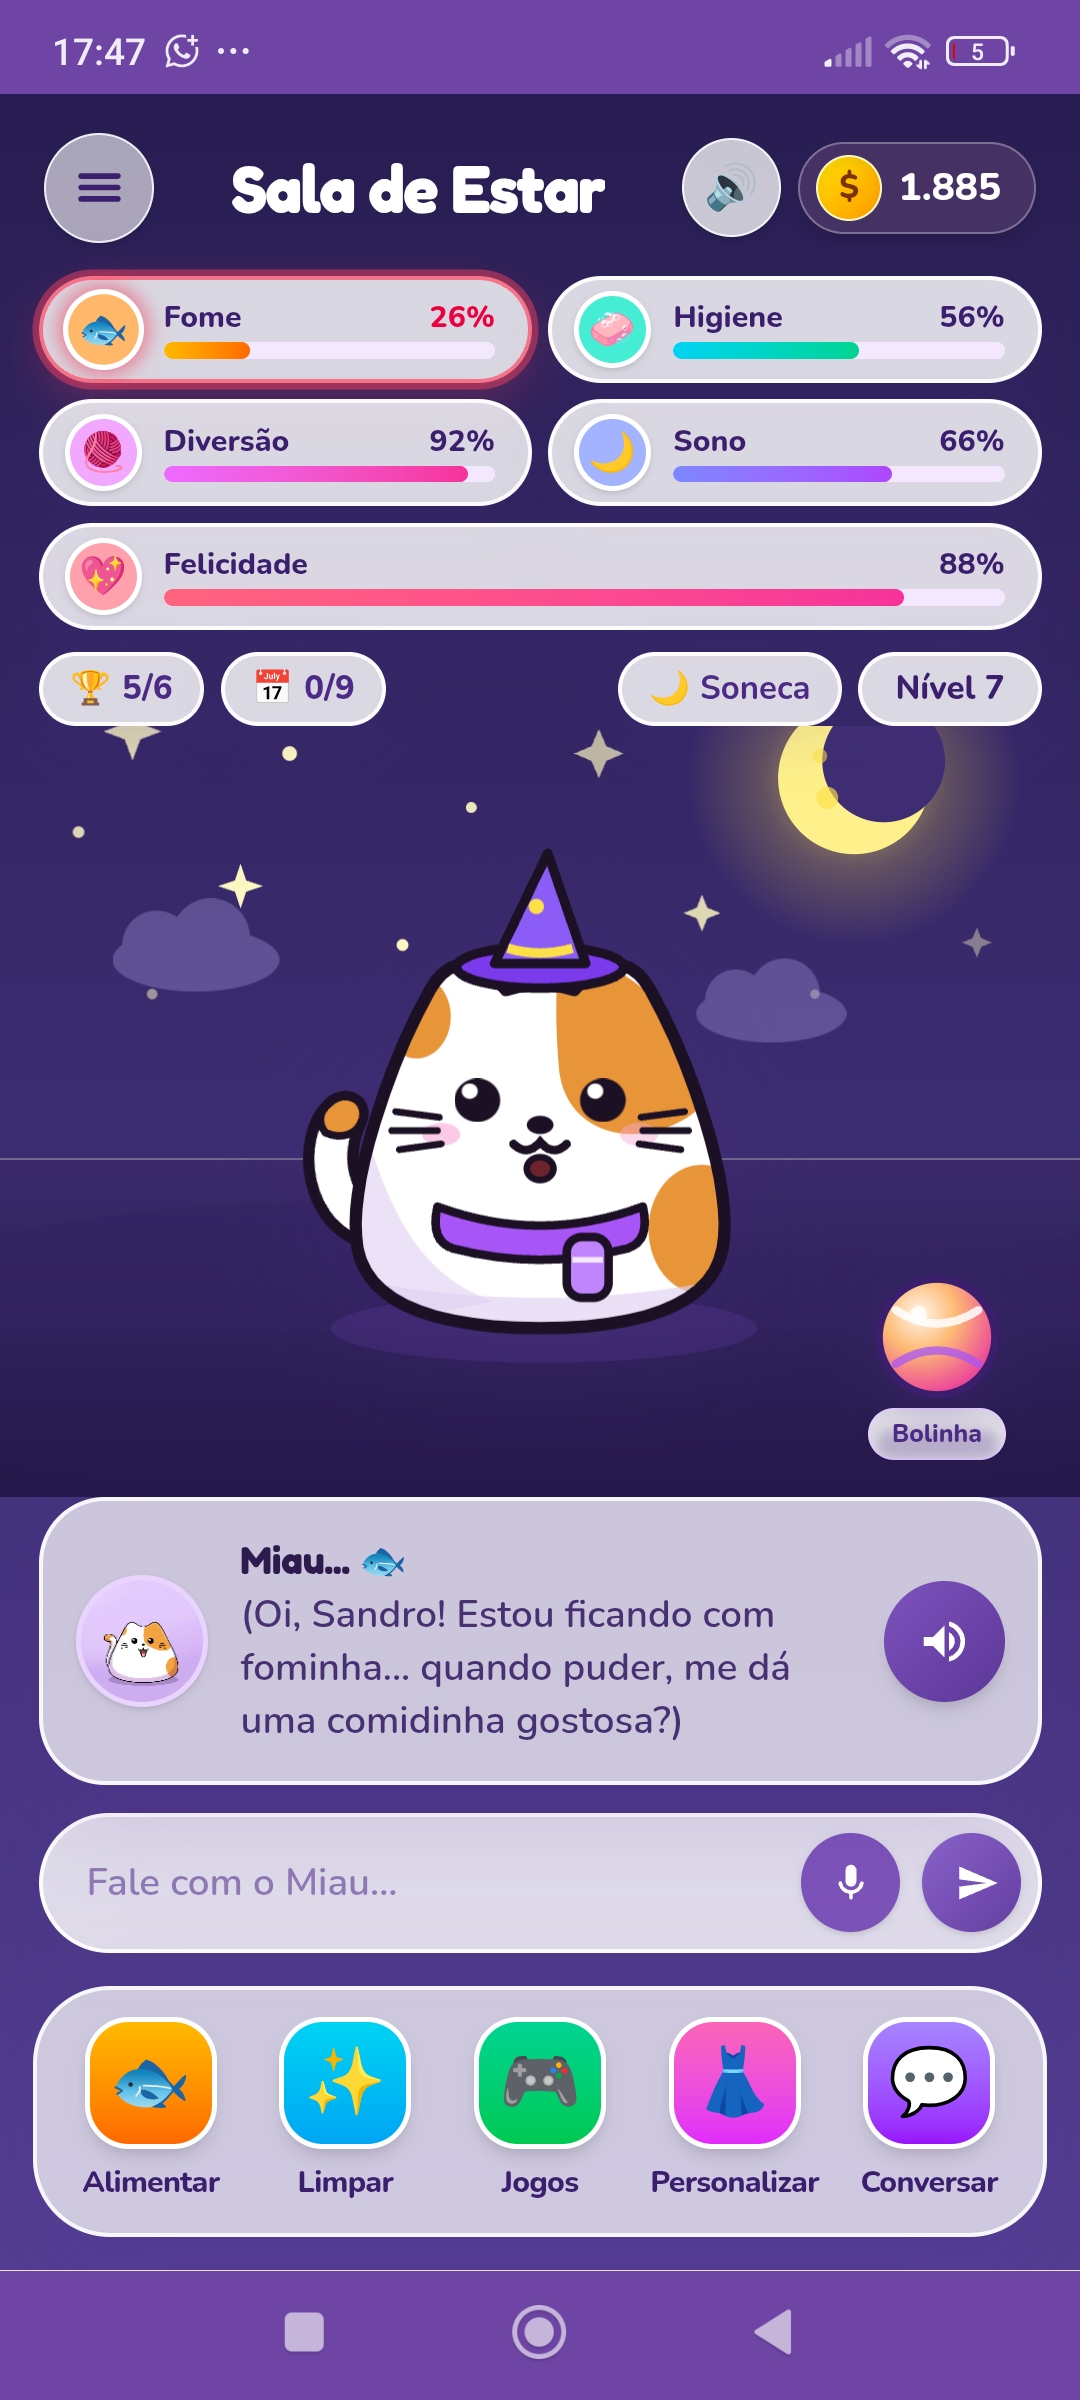 17:47
5
Sala de Estar
$ 1.885
Fome 26%
Higiene 56%
Diversão 92%
Sono 66%
Felicidade 88%
5/6
July 17 0/9
Soneca
Nível 7
Bolinha
Miau...
(Oi, Sandro! Estou ficando com
fominha... quando puder, me dá
uma comidinha gostosa?)
Fale com o Miau...
Alimentar
Limpar
Jogos
Personalizar
Conversar